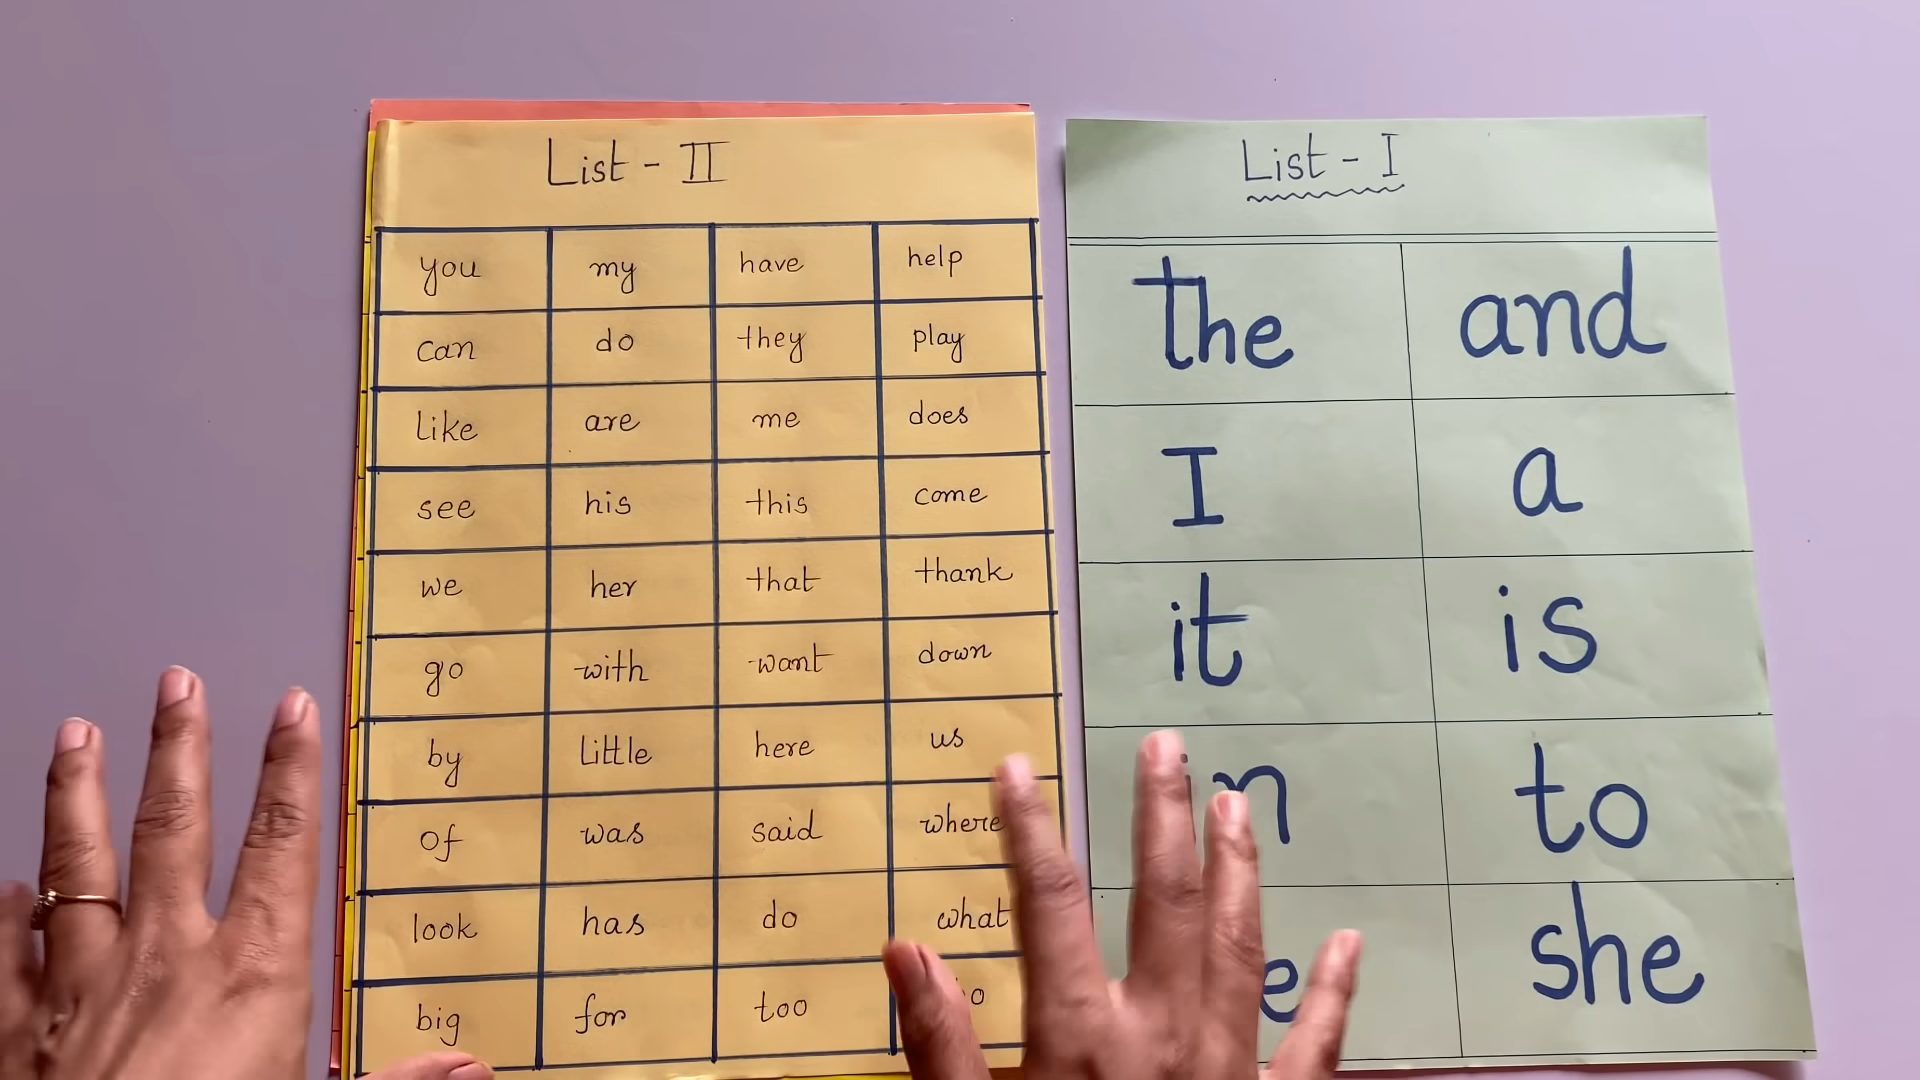 List - II
you my have help
can do they play
like are me does
see his this come
we her that thank
go with want down
by little here us
of was said where
look has do what
big for too
List - I
the and
I a
it is
in to
she